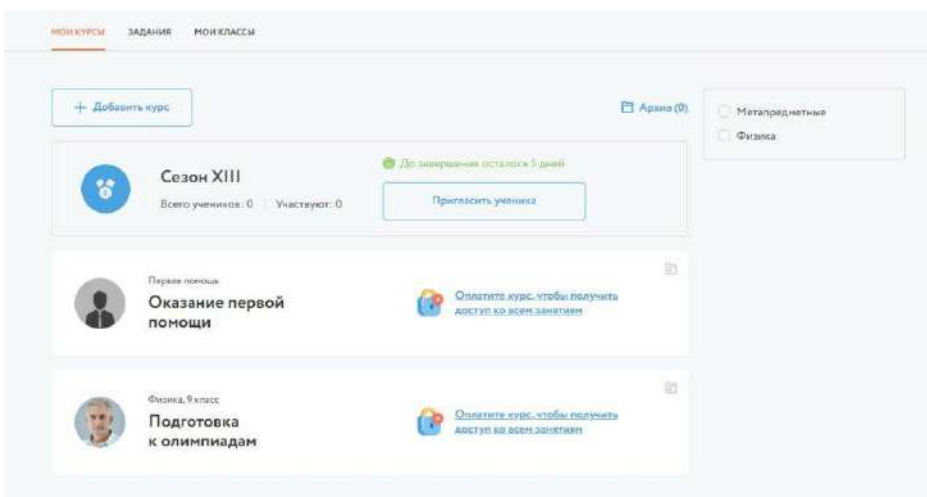 МОИ КУРСЫ ЗАДАНИЯ МОИ КЛАССЫ
+ Добавить курс
Архив (0)
Метапредметные
Физика
До завершения осталось 5 дней
Сезон XIII
Всего учеников: 0 Участвуют: 0
Пригласить ученика
Первая помощь
Оказание первой
помощи
Оплатите курс, чтобы получить
доступ ко всем занятиям
Физика, 9 класс
Подготовка
к олимпиадам
Оплатите курс, чтобы получить
доступ ко всем занятиям